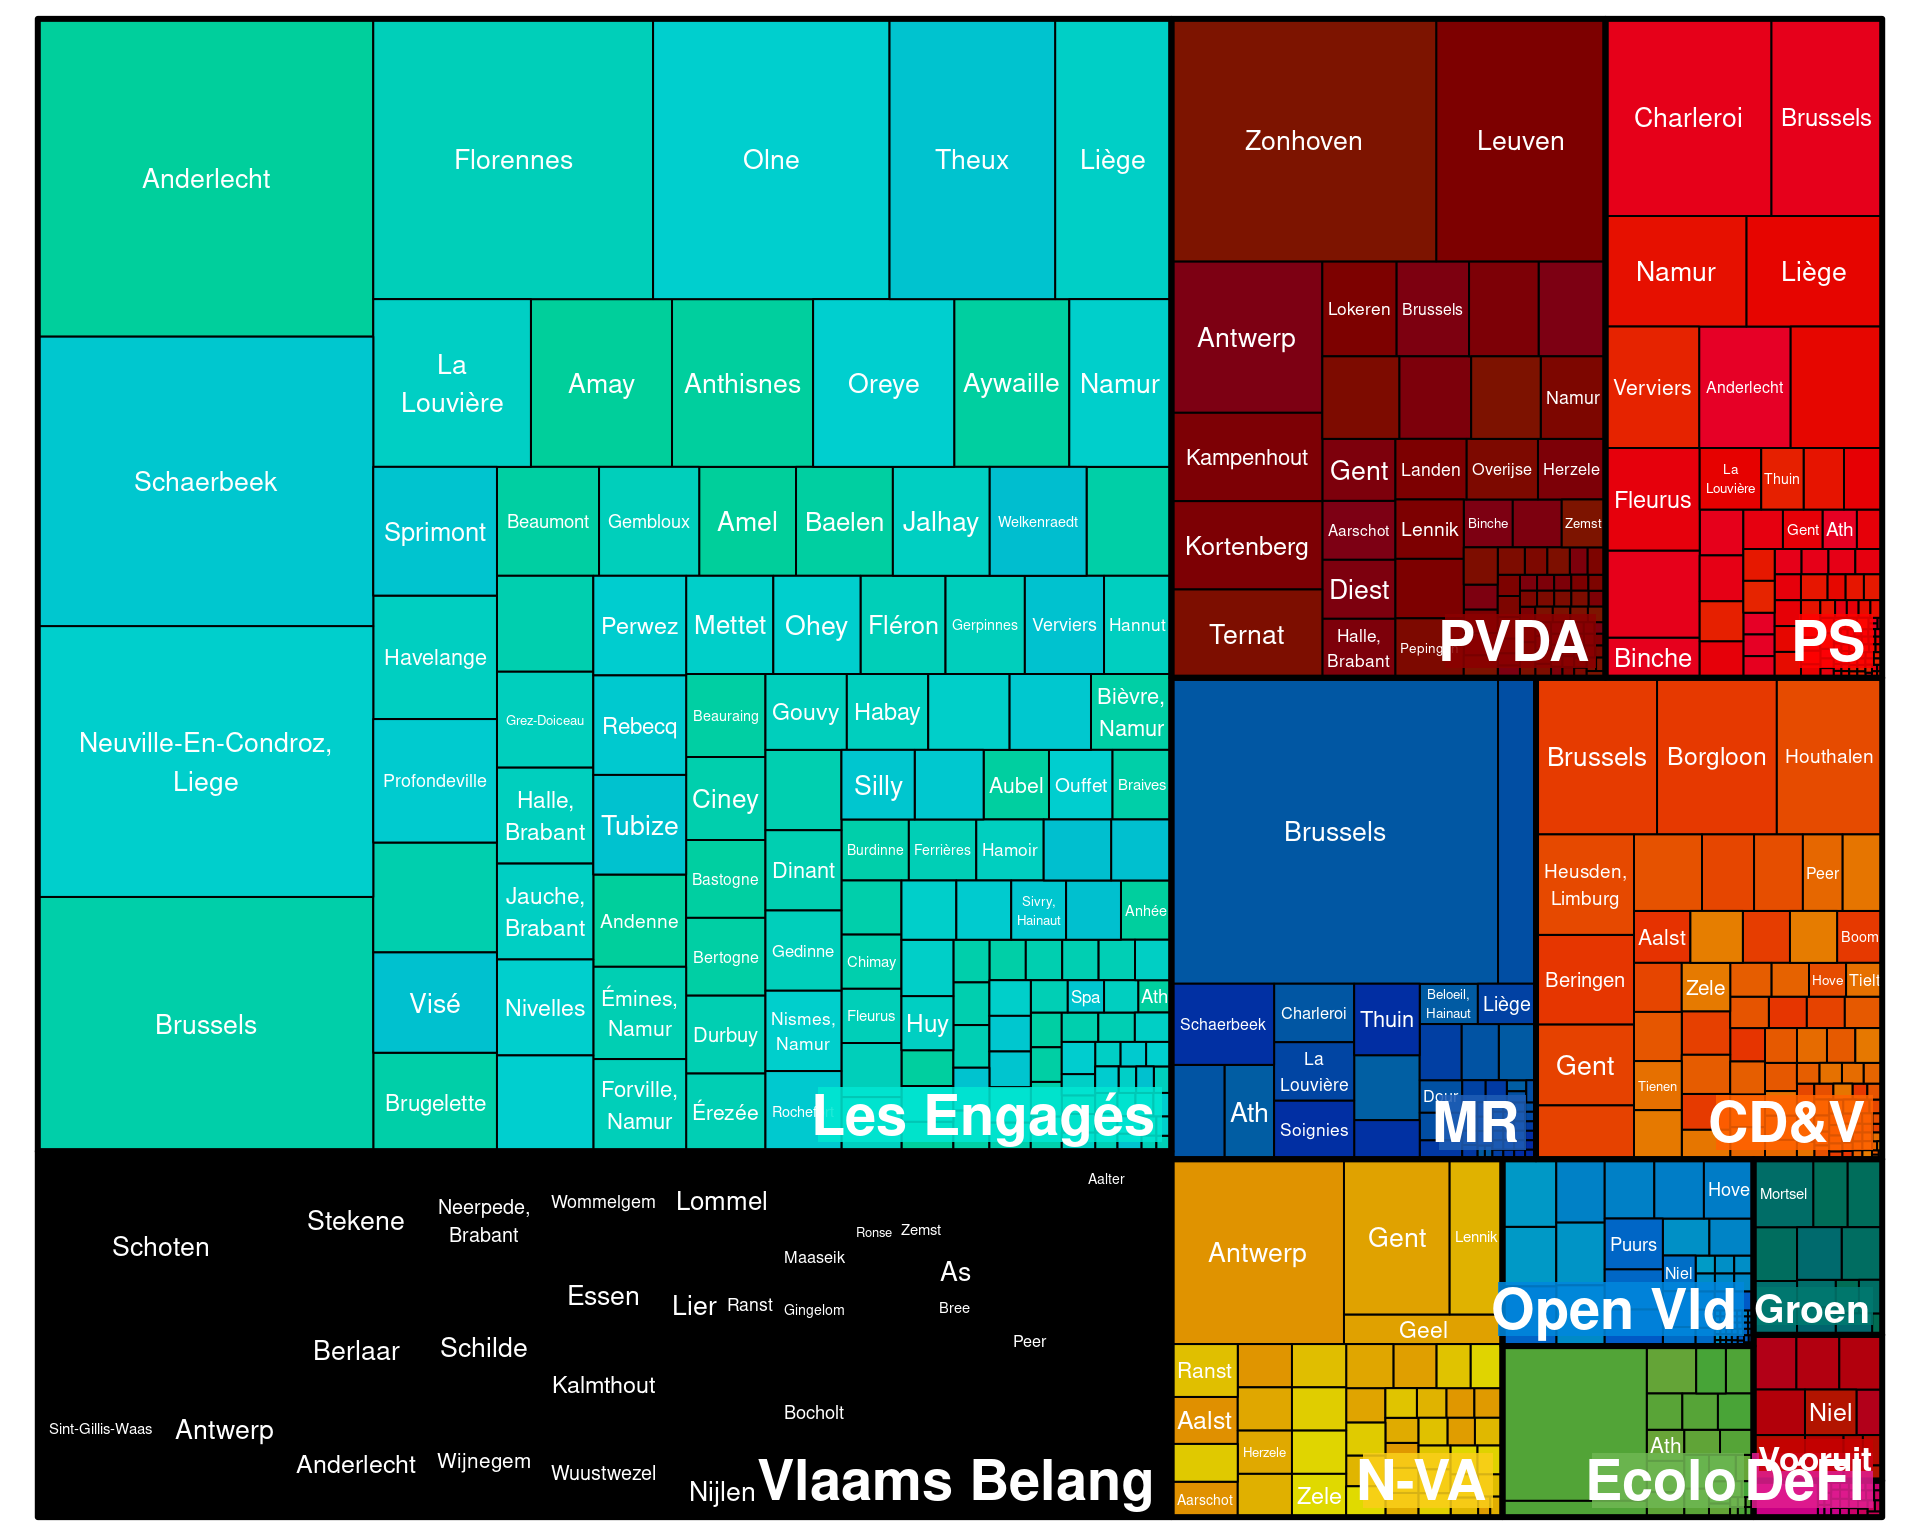 Anderlecht
Schaerbeek
Neuville-En-Condroz,
Liege
Brussels
Florennes
Olne
Theux
Liège
La
Louvière
Amay
Anthisnes
Oreye
Aywaille
Namur
Sprimont
Beaumont
Gembloux
Amel
Baelen
Jalhay
Welkenraedt
Havelange
Profondeville
Visé
Brugelette
Grez-Doiceau
Halle,
Brabant
Jauche,
Brabant
Nivelles
Perwez
Rebecq
Tubize
Andenne
Émines,
Namur
Forville,
Namur
Mettet
Ohey
Fléron
Gerpinnes
Verviers
Hannut
Beauraing
Ciney
Bastogne
Bertogne
Durbuy
Érezée
Gouvy
Habay
Bièvre,
Namur
Dinant
Gedinne
Nismes,
Namur
Silly
Aubel
Ouffet
Braives
Burdinne
Ferrières
Hamoir
Sivry,
Hainaut
Anhée
Chimay
Fleurus
Huy
Spa
Ath
Les Engagés
Zonhoven
Leuven
Antwerp
Kampenhout
Kortenberg
Ternat
Lokeren
Brussels
Namur
Gent
Landen
Overijse
Herzele
Aarschot
Lennik
Binche
Zemst
Diest
Halle,
Brabant
PVDA
Charleroi
Brussels
Namur
Liège
Verviers
Anderlecht
Fleurus
La
Louvière
Thuin
Gent
Ath
Binche
PS
Brussels
Schaerbeek
Charleroi
Thuin
Beloeil,
Hainaut
Liège
La
Louvière
Ath
Soignies
Dour
MR
Brussels
Borgloon
Houthalen
Heusden,
Limburg
Peer
Beringen
Aalst
Boom
Zele
Hove
Tielt
Gent
Tienen
CD&V
Schoten
Stekene
Neerpede,
Brabant
Wommelgem
Lommel
Aalter
Ronse
Zemst
Maaseik
As
Essen
Lier
Ranst
Gingelom
Bree
Berlaar
Schilde
Peer
Kalmthout
Bocholt
Sint-Gillis-Waas
Antwerp
Anderlecht
Wijnegem
Wuustwezel
Nijlen
Vlaams Belang
Antwerp
Gent
Lennik
Geel
Ranst
Aalst
Herzele
Aarschot
Zele
N-VA
Hove
Puurs
Niel
Open Vld
Mortsel
Groen
Ath
Ecolo
Niel
Vooruit
DéFI